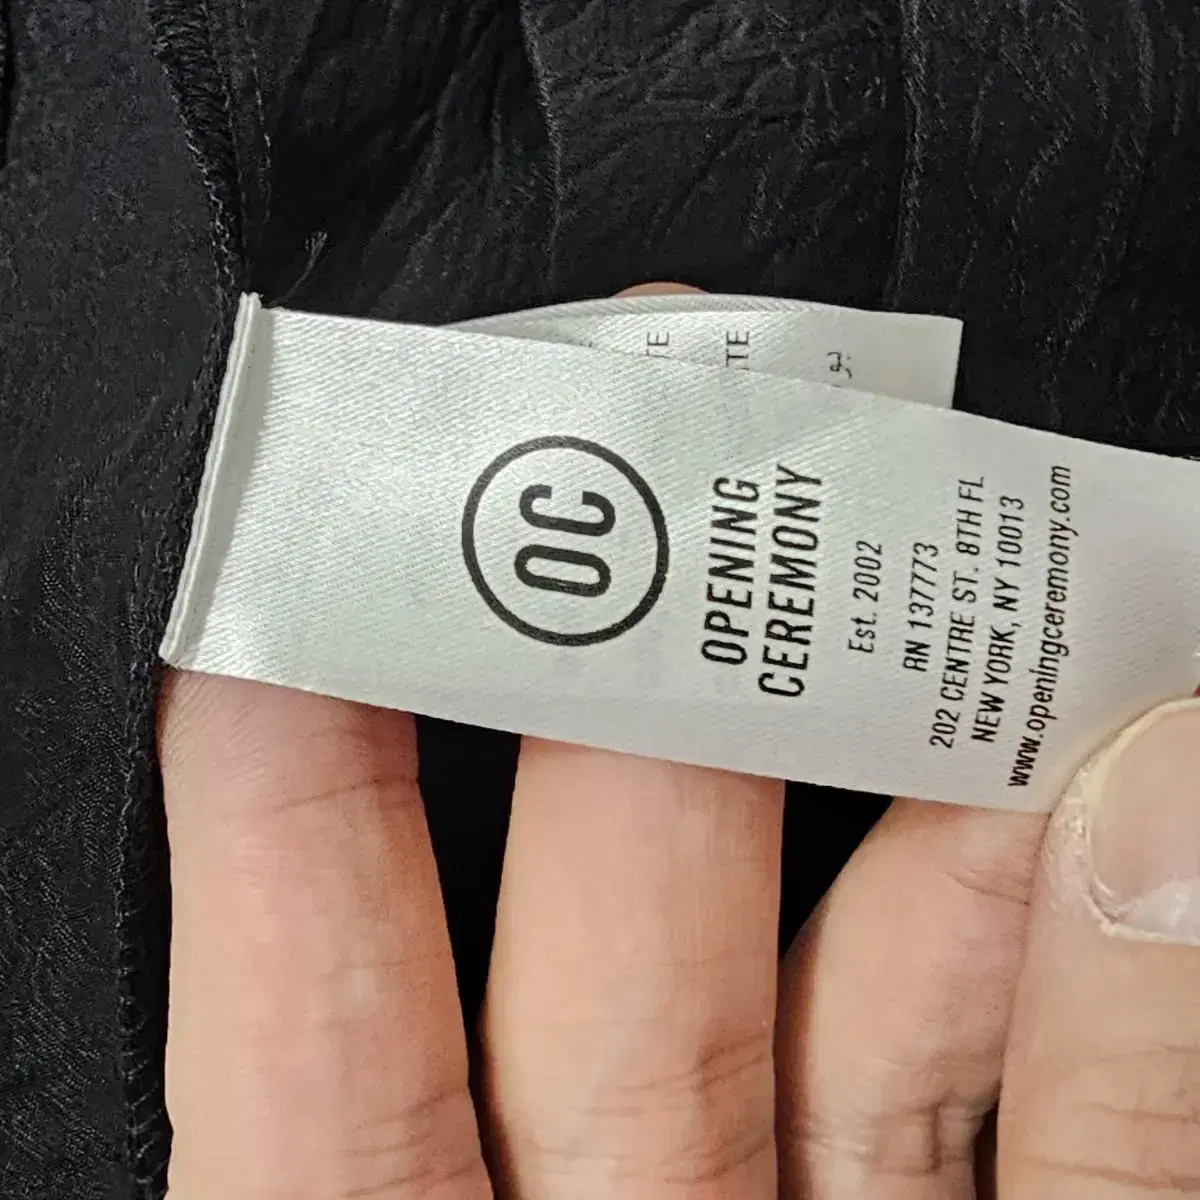 OC
OPENING
CEREMONY
Est. 2002
RN 137773
202 CENTRE ST. 8TH FL
NEW YORK, NY 10013
www.openingceremony.com